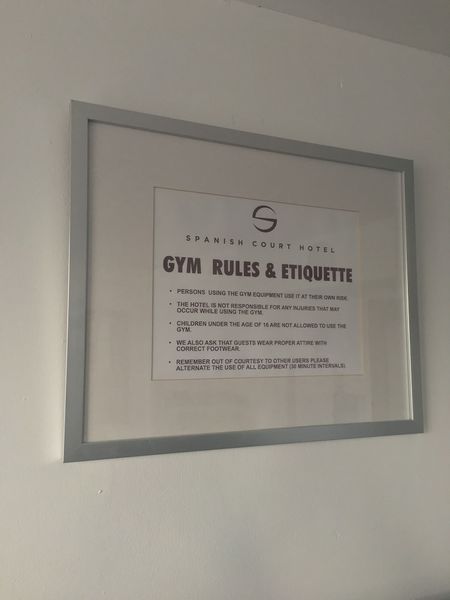 SPANISH COURT HOTEL
GYM RULES & ETIQUETTE
• PERSONS USING THE GYM EQUIPMENT USE IT AT THEIR OWN RISK.
• THE HOTEL IS NOT RESPONSIBLE FOR ANY INJURIES THAT MAY
OCCUR WHILE USING THE GYM.
• CHILDREN UNDER THE AGE OF 16 ARE NOT ALLOWED TO USE THE
GYM.
• WE ALSO ASK THAT GUESTS WEAR PROPER ATTIRE WITH
CORRECT FOOTWEAR.
• REMEMBER OUT OF COURTESY TO OTHER USERS PLEASE
ALTERNATE THE USE OF ALL EQUIPMENT (30 MINUTE INTERVALS)